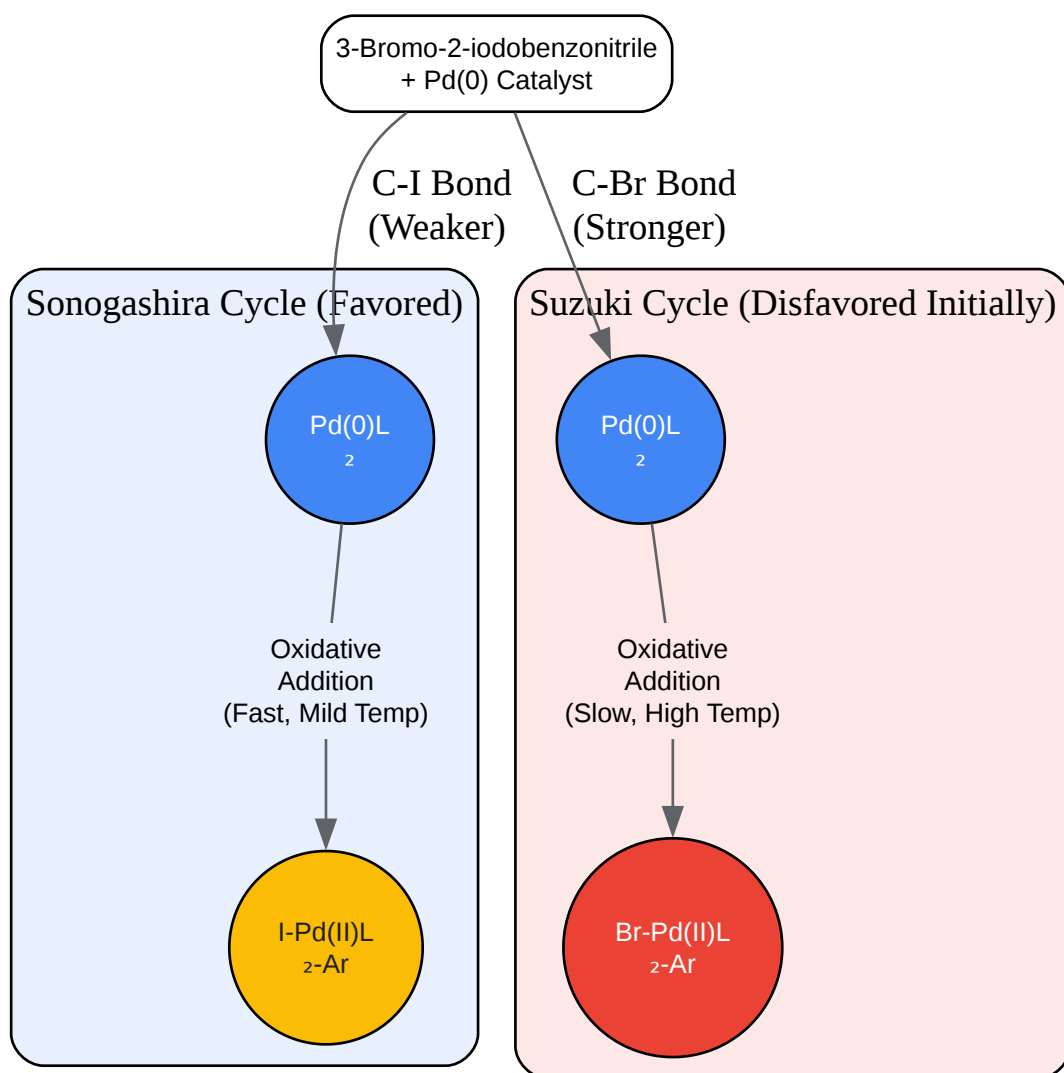 3-Bromo-2-iodobenzonitrile
+ Pd(0) Catalyst
C-I Bond
(Weaker)
C-Br Bond
(Stronger)
Sonogashira Cycle (Favored)
Suzuki Cycle (Disfavored Initially)
Pd(0)L
₂
Pd(0)L
₂
Oxidative
Addition
(Fast, Mild Temp)
Oxidative
Addition
(Slow, High Temp)
I-Pd(II)L
₂-Ar
Br-Pd(II)L
₂-Ar